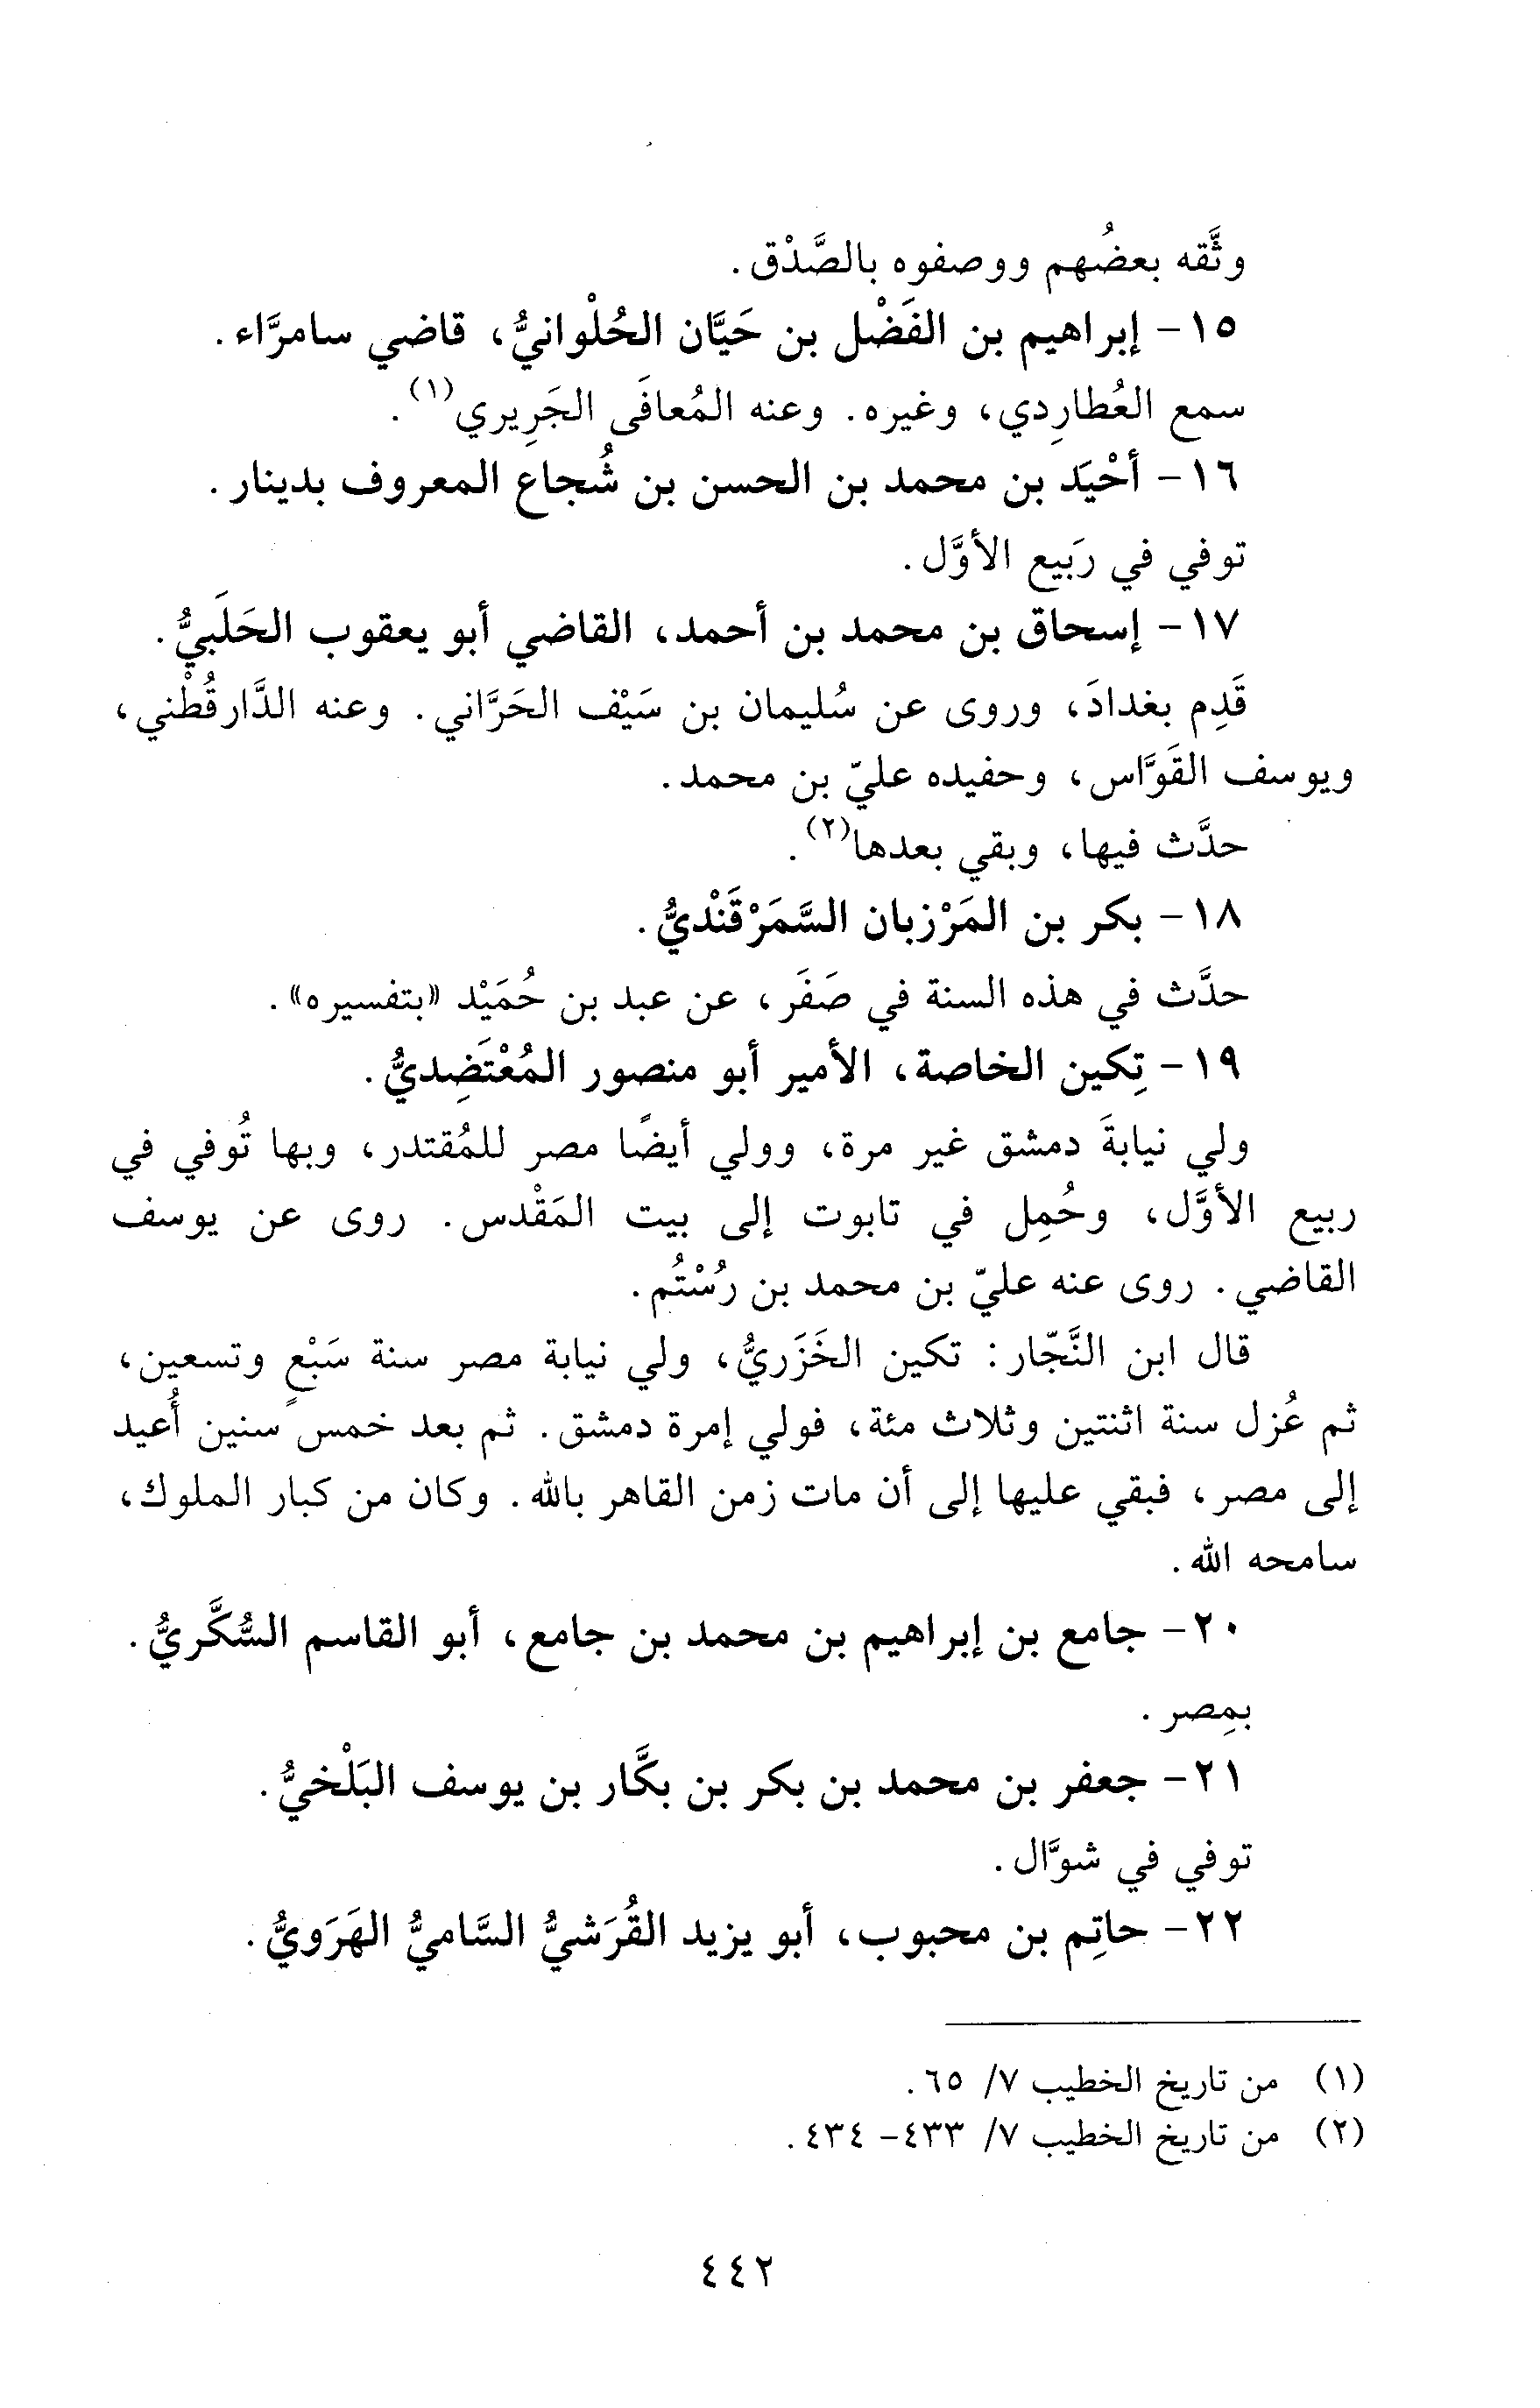 وثَّقه بعضُهم ووصفوه بالصَّدْق.
١٥- إبراهيم بن الفَضْل بن حَيَّان الحُلْوانيُّ، قاضي سامرَّاء.
سمع العُطارِدي، وغيره. وعنه المُعافَى الجَرِيري(١).
١٦- أحْيَد بن محمد بن الحسن بن شُجاع المعروف بدينار.
توفي في رَبيع الأوَّل.
١٧- إسحاق بن محمد بن أحمد، القاضي أبو يعقوب الحَلَبيُّ.
قَدِم بغدادَ، وروى عن سُليمان بن سَيْف الحَرَّاني. وعنه الدَّارقُطْني،
ويوسف القَوَّاس، وحفيده عليّ بن محمد.
حدَّث فيها، وبقي بعدها(٢).
١٨- بكر بن المَرْزبان السَّمَرْقَنْديُّ.
حدَّث في هذه السنة في صَفَر، عن عبد بن حُمَيْد «بتفسيره».
١٩- تِكين الخاصة، الأمير أبو منصور المُعْتَضِديُّ.
ولي نيابةَ دمشق غير مرة، وولي أيضًا مصر للمُقتدر، وبها تُوفي في
ربيع الأوَّل، وحُمِل في تابوت إلى بيت المَقْدس. روى عن يوسف
القاضي. روى عنه عليّ بن محمد بن رُسْتُم.
قال ابن النَّجّار: تكين الخَزَريُّ، ولي نيابة مصر سنة سَبْعٍ وتسعين،
ثم عُزل سنة اثنتين وثلاث مئة، فولي إمرة دمشق. ثم بعد خمس سنين أُعيد
إلى مصر، فبقي عليها إلى أن مات زمن القاهر بالله. وكان من كبار الملوك،
سامحه الله.
٢٠- جامع بن إبراهيم بن محمد بن جامع، أبو القاسم السُّكَّريُّ.
بمِصر.
٢١- جعفر بن محمد بن بكر بن بكَّار بن يوسف البَلْخيُّ.
توفي في شوَّال.
٢٢- حاتِم بن محبوب، أبو يزيد القُرَشيُّ السَّاميُّ الهَرَويُّ.
(١) من تاريخ الخطيب ٧/ ٦٥.
(٢) من تاريخ الخطيب ٧/ ٤٣٣- ٤٣٤.
٤٤٢